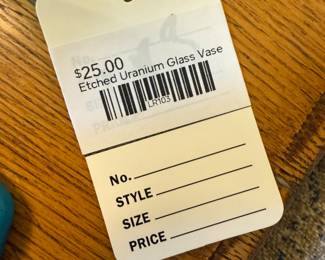 $25.00
Etched Uranium Glass Vase
LR103
No.
STYLE
SIZE
PRICE